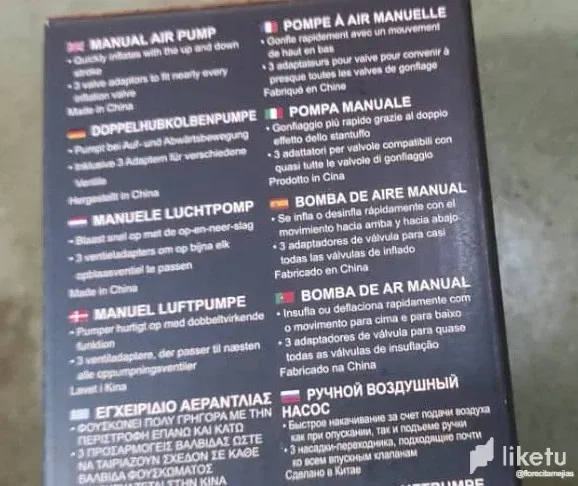 MANUAL AIR PUMP
• Quickly inflates with the up and down
stroke
• 3 valve adaptors to fit nearly every
inflation valve
Made in China
DOPPELHUBKOLBENPUMPE
• Pumpt bei Auf- und Abwärtsbewegung
• Inklusive 3 Adaptern für verschiedene
Ventile
Hergestellt in China
MANUELE LUCHTPOMP
• Blaast snel op met de op-en-neer-slag
• 3 ventieladapters om op bijna elk
opblaasventiel te passen
Made in China
MANUEL LUFTPUMPE
• Pumper hurtigt op med dobbeltvirkende
funktion
• 3 ventiladaptere, der passer til næsten
alle oppumpningsventiler
Lavet i Kina
ΕΓΧΕΙΡΙΔΙΟ ΑΕΡΑΝΤΛΙΑΣ
• ΦΟΥΣΚΩΝΕΙ ΠΟΛΥ ΓΡΗΓΟΡΑ ΜΕ ΤΗΝ
ΠΕΡΙΣΤΡΟΦΗ ΕΠΑΝΩ ΚΑΙ ΚΑΤΩ
• 3 ΠΡΟΣΑΡΜΟΓΕΙΣ ΒΑΛΒΙΔΑΣ ΩΣΤΕ
ΝΑ ΤΑΙΡΙΑΖΟΥΝ ΣΧΕΔΟΝ ΣΕ ΚΑΘΕ
ΒΑΛΒΙΔΑ ΦΟΥΣΚΩΜΑΤΟΣ
ΚΑΤΑΣΚΕΥΑΖΕΤΑΙ ΣΤΗΝ ΚΙΝΑ
POMPE À AIR MANUELLE
• Gonfle rapidement avec un mouvement
de haut en bas
• 3 adaptateurs pour valve pour convenir à
presque toutes les valves de gonflage
Fabriqué en Chine
POMPA MANUALE
• Gonfiaggio più rapido grazie al doppio
effetto dello stantuffo
• 3 adattatori per valvole compatibili con
quasi tutte le valvole di gonfiaggio
Prodotto in Cina
BOMBA DE AIRE MANUAL
• Se infla o desinfla rápidamente con el
movimiento hacia arriba y hacia abajo
• 3 adaptadores de válvula para casi
todas las válvulas de inflado
Fabricado en China
BOMBA DE AR MANUAL
• Insufla ou deflaciona rapidamente com
o movimento para cima e para baixo
• 3 adaptadores de válvula para quase
todas as válvulas de insuflação
Fabricado na China
РУЧНОЙ ВОЗДУШНЫЙ
НАСОС
• Быстрое накачивание за счет подачи воздуха
как при опускании, так и подъеме ручки
• 3 насадки-переходника, подходящие почти
ко всем впускным клапанам
Сделано в Китае
liketu
@florecitamejias